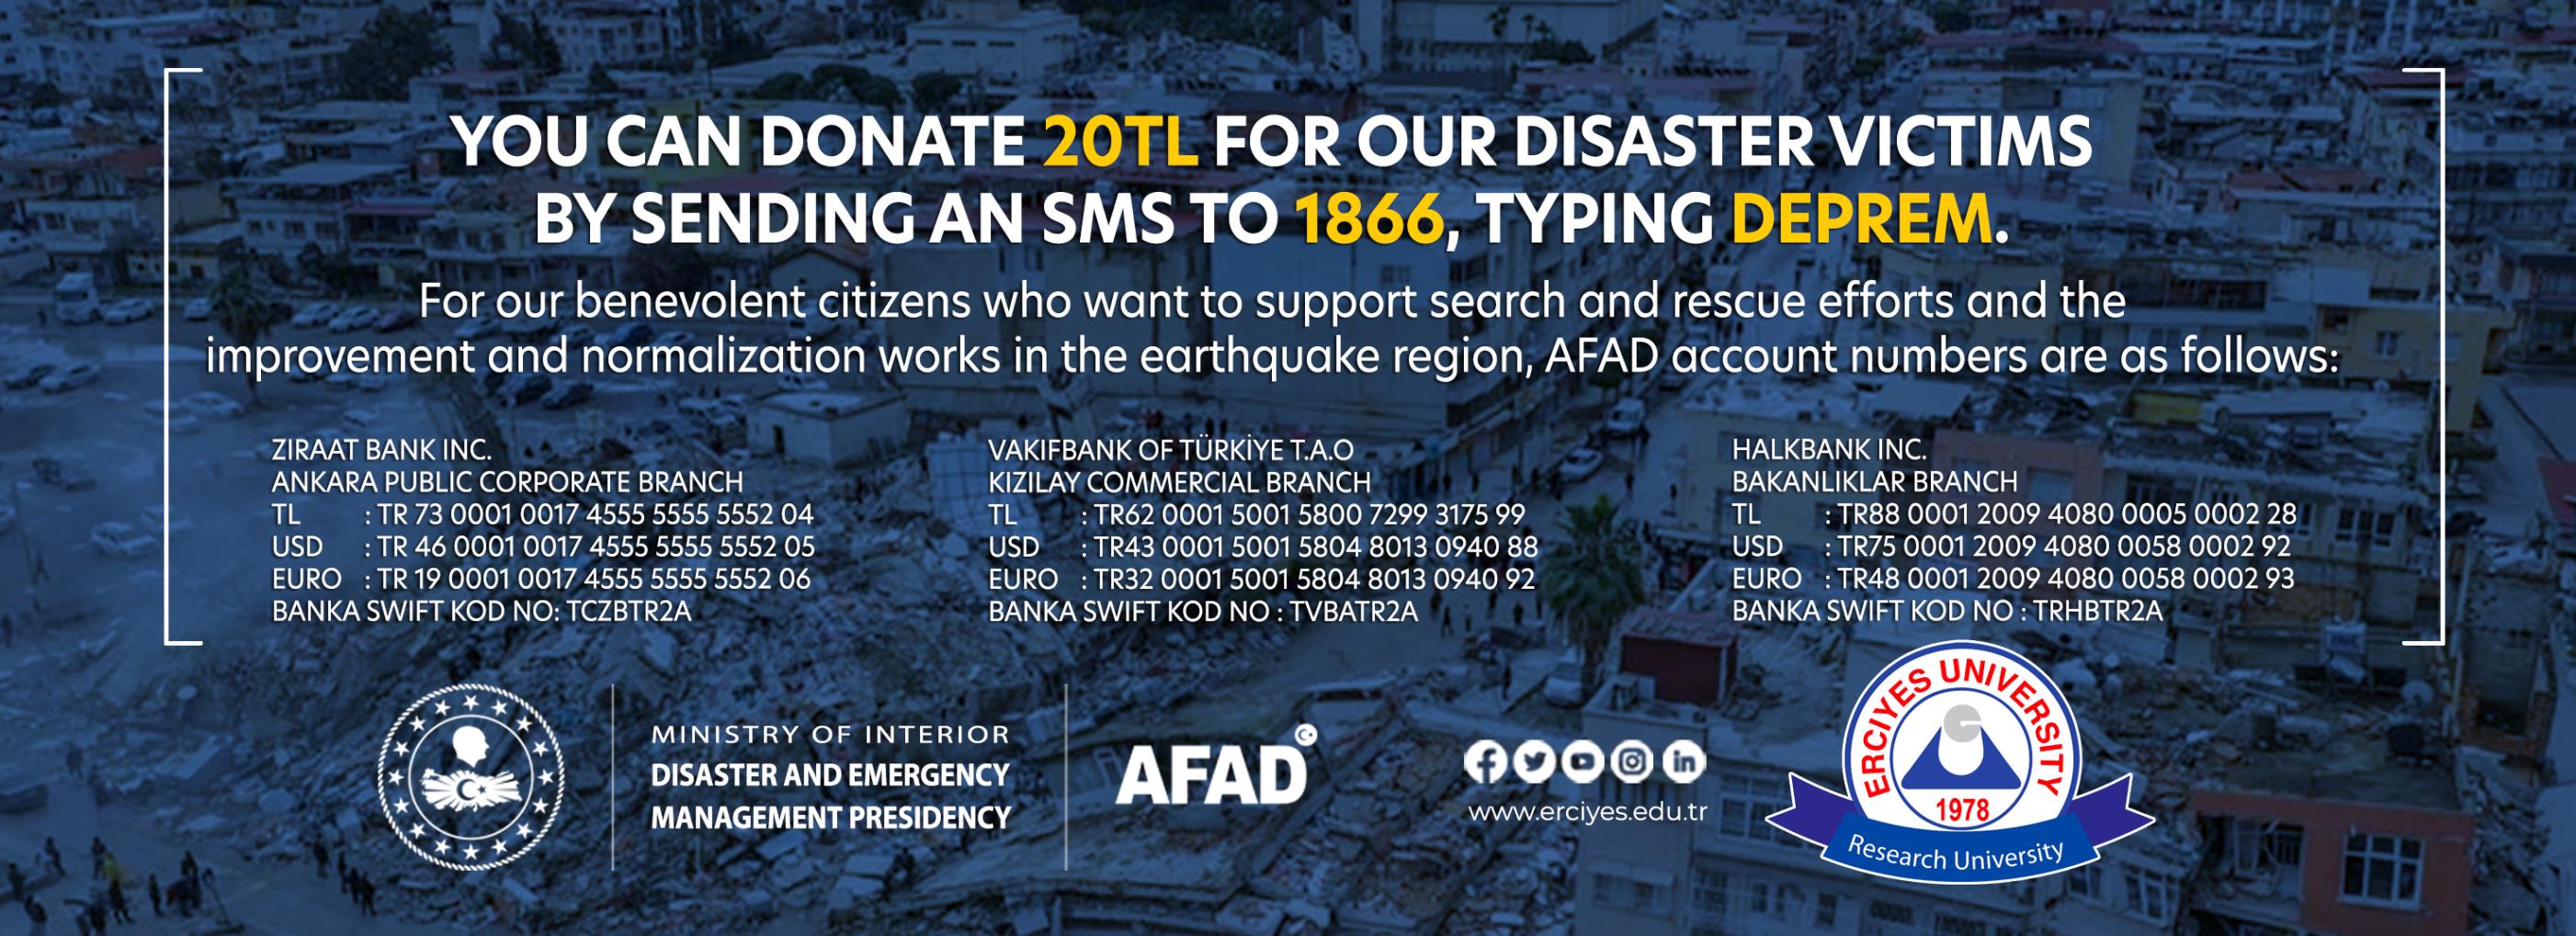 YOU CAN DONATE 20TL FOR OUR DISASTER VICTIMS
BY SENDING AN SMS TO 1866, TYPING DEPREM.
For our benevolent citizens who want to support search and rescue efforts and the
improvement and normalization works in the earthquake region, AFAD account numbers are as follows:
ZIRAAT BANK INC.
ANKARA PUBLIC CORPORATE BRANCH
TL : TR 73 0001 0017 4555 5555 5552 04
USD : TR 46 0001 0017 4555 5555 5552 05
EURO : TR 19 0001 0017 4555 5555 5552 06
BANKA SWIFT KOD NO: TCZBTR2A
VAKIFBANK OF TÜRKİYE T.A.O
KIZILAY COMMERCIAL BRANCH
TL : TR62 0001 5001 5800 7299 3175 99
USD : TR43 0001 5001 5804 8013 0940 88
EURO : TR32 0001 5001 5804 8013 0940 92
BANKA SWIFT KOD NO : TVBATR2A
HALKBANK INC.
BAKANLIKLAR BRANCH
TL : TR88 0001 2009 4080 0005 0002 28
USD : TR75 0001 2009 4080 0058 0002 92
EURO : TR48 0001 2009 4080 0058 0002 93
BANKA SWIFT KOD NO : TRHBTR2A
MINISTRY OF INTERIOR
DISASTER AND EMERGENCY
MANAGEMENT PRESIDENCY
AFAD
www.erciyes.edu.tr
ERCIYES UNIVERSITY
1978
Research University